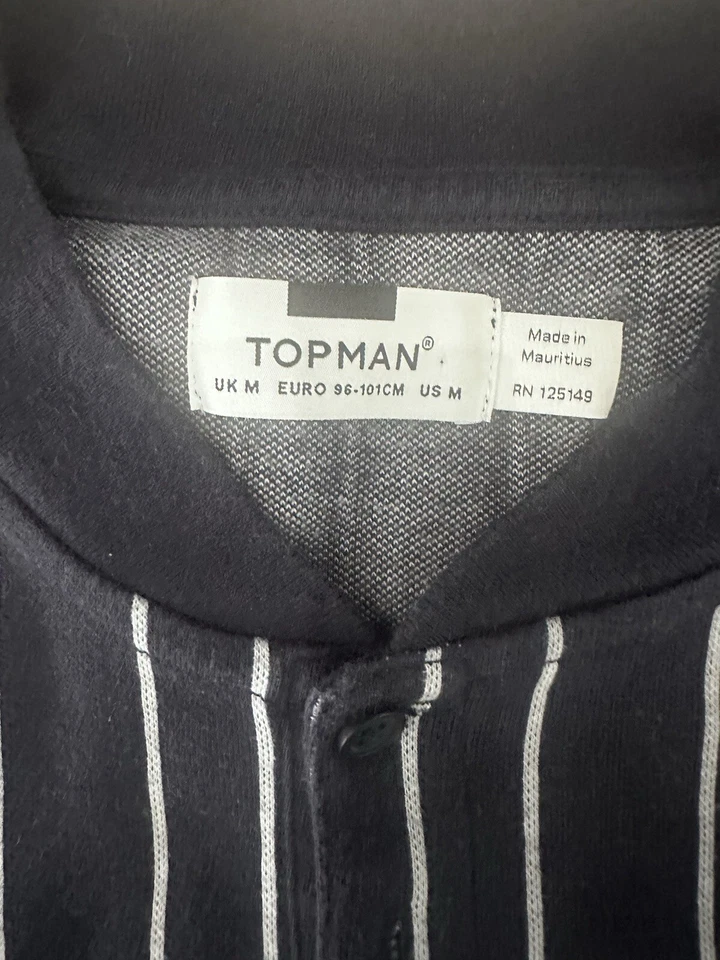 TOPMAN®
UK M EURO 96-101CM US M
Made in
Mauritius
RN 125149